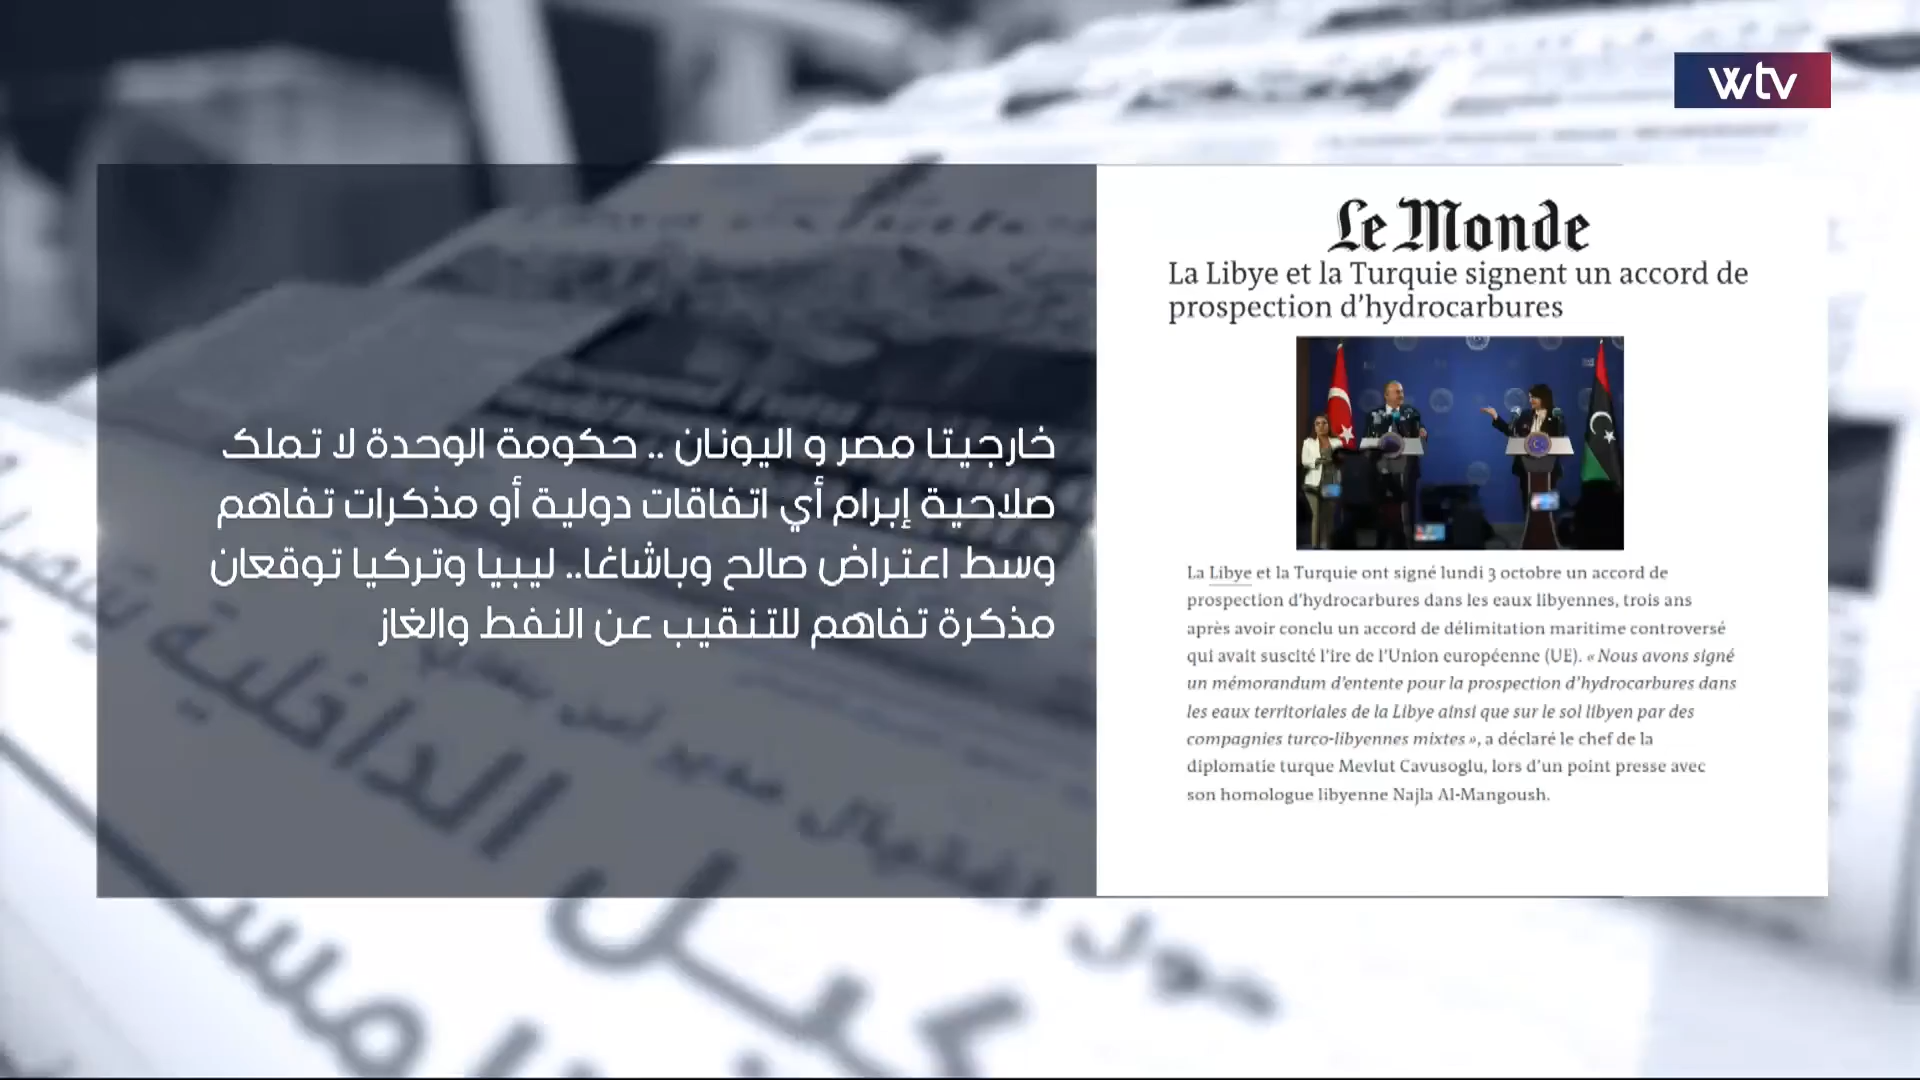 wtv
خارجيتا مصر و اليونان .. حكومة الوحدة لا تملك
صلاحية إبرام أي اتفاقات دولية أو مذكرات تفاهم
وسط اعتراض صالح وباشاغا.. ليبيا وتركيا توقعان
مذكرة تفاهم للتنقيب عن النفط والغاز
Le Monde
La Libye et la Turquie signent un accord de
prospection d’hydrocarbures
La Libye et la Turquie ont signé lundi 3 octobre un accord de
prospection d’hydrocarbures dans les eaux libyennes, trois ans
après avoir conclu un accord de délimitation maritime controversé
qui avait suscité l’ire de l’Union européenne (UE). « Nous avons signé
un mémorandum d’entente pour la prospection d’hydrocarbures dans
les eaux territoriales de la Libye ainsi que sur le sol libyen par des
compagnies turco-libyennes mixtes », a déclaré le chef de la
diplomatie turque Mevlut Cavusoglu, lors d’un point presse avec
son homologue libyenne Najla Al-Mangoush.